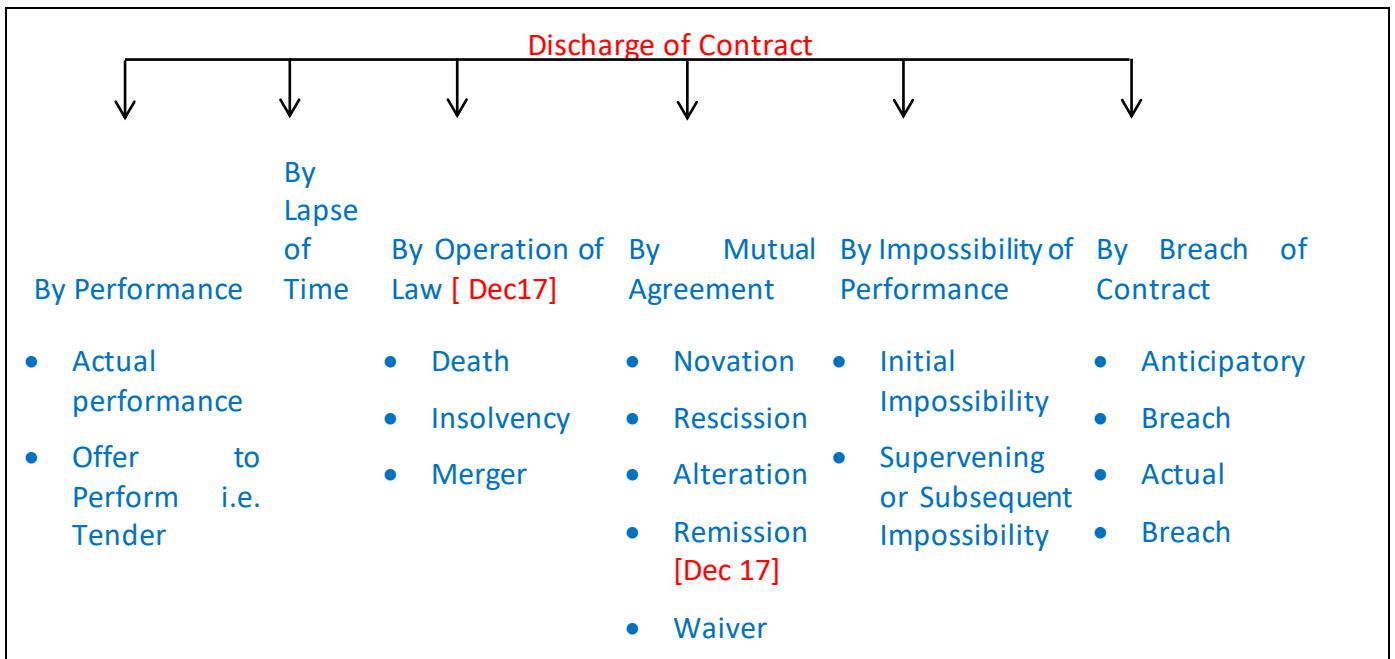 Discharge of Contract
By Performance
• Actual
performance
• Offer to
Perform i.e.
Tender
By
Lapse
of
Time
By Operation of
Law [ Dec17]
• Death
• Insolvency
• Merger
By Mutual
Agreement
• Novation
• Rescission
• Alteration
• Remission
[Dec 17]
• Waiver
By Impossibility of
Performance
• Initial
Impossibility
• Supervening
or Subsequent
Impossibility
By Breach of
Contract
• Anticipatory
• Breach
• Actual
• Breach